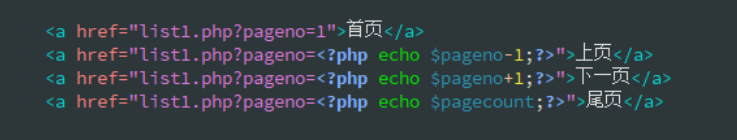 <a href="list1.php?pageno=1">首页</a>
<a href="list1.php?pageno=<?php echo $pageno-1;?>">上页</a>
<a href="list1.php?pageno=<?php echo $pageno+1;?>">下一页</a>
<a href="list1.php?pageno=<?php echo $pagecount;?>">尾页</a>